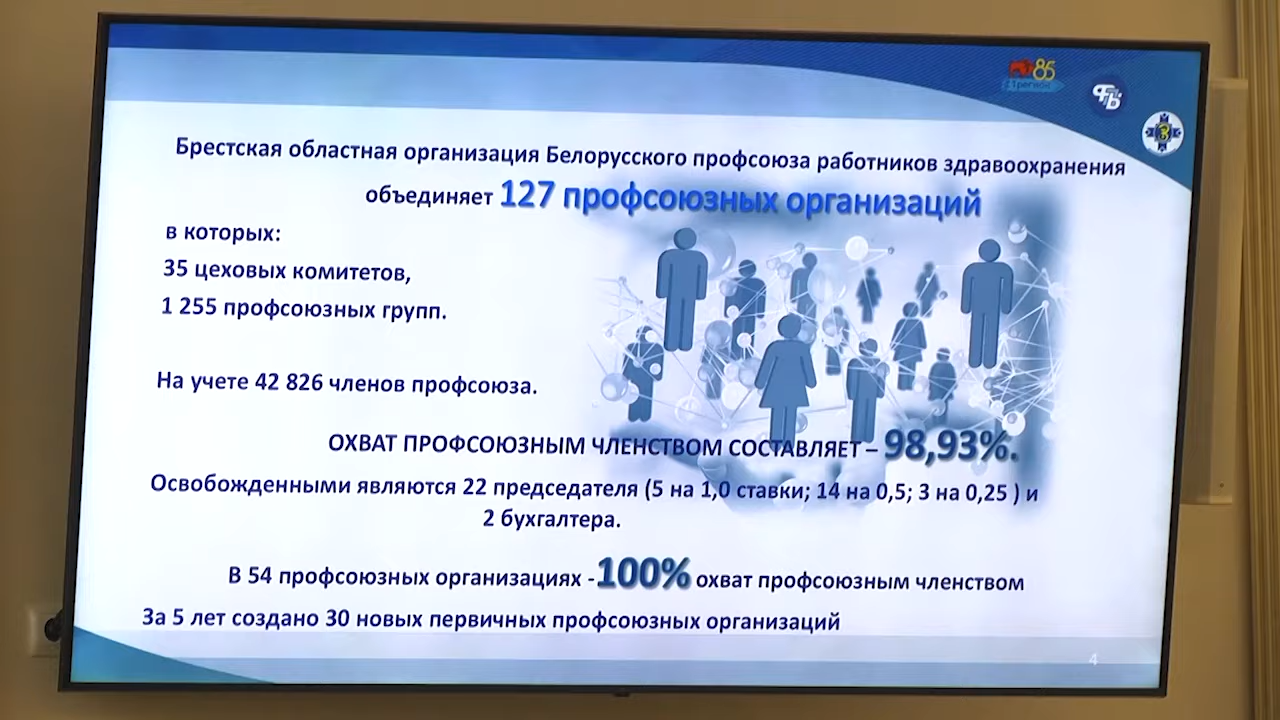 85
ФПБ
Брестская областная организация Белорусского профсоюза работников здравоохранения
объединяет 127 профсоюзных организаций
в которых:
35 цеховых комитетов,
1 255 профсоюзных групп.
На учете 42 826 членов профсоюза.
ОХВАТ ПРОФСОЮЗНЫМ ЧЛЕНСТВОМ СОСТАВЛЯЕТ – 98,93%.
Освобожденными являются 22 председателя (5 на 1,0 ставки; 14 на 0,5; 3 на 0,25 ) и
2 бухгалтера.
В 54 профсоюзных организациях -100% охват профсоюзным членством
За 5 лет создано 30 новых первичных профсоюзных организаций
4